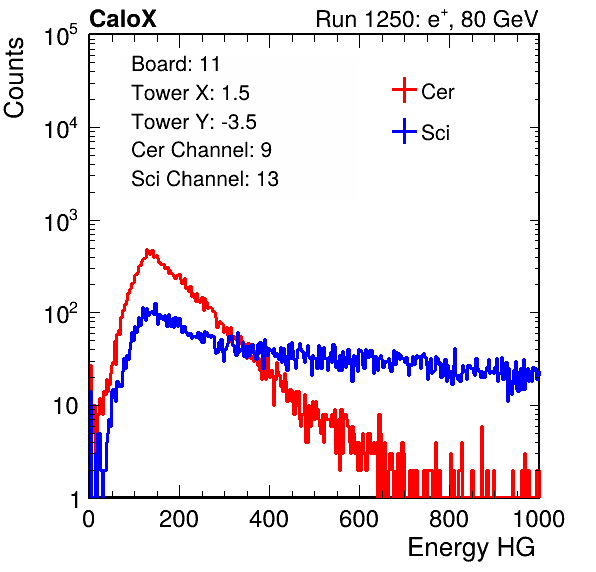 CaloX Run 1250: e⁺, 80 GeV
Counts
Board: 11
Tower X: 1.5
Tower Y: -3.5
Cer Channel: 9
Sci Channel: 13
Cer
Sci
10⁵
10⁴
10³
10²
10
1
0 200 400 600 800 1000
Energy HG